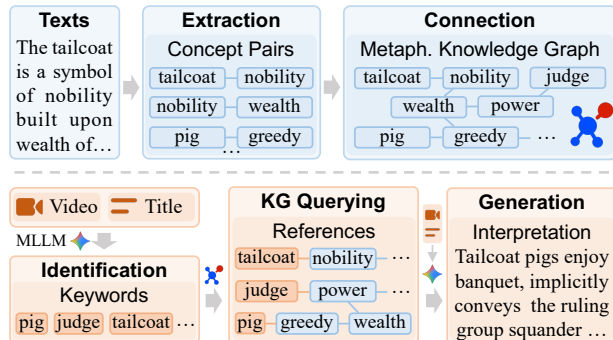 Texts
The tailcoat
is a symbol
of nobility
built upon
wealth of…
Extraction
Concept Pairs
tailcoat nobility
nobility wealth
pig greedy
…
Connection
Metaph. Knowledge Graph
tailcoat nobility judge
wealth power
pig greedy …
Video Title
MLLM
Identification
Keywords
pig judge tailcoat …
KG Querying
References
tailcoat nobility …
judge power …
pig greedy wealth
Generation
Interpretation
Tailcoat pigs enjoy
banquet, implicitly
conveys the ruling
group squander …